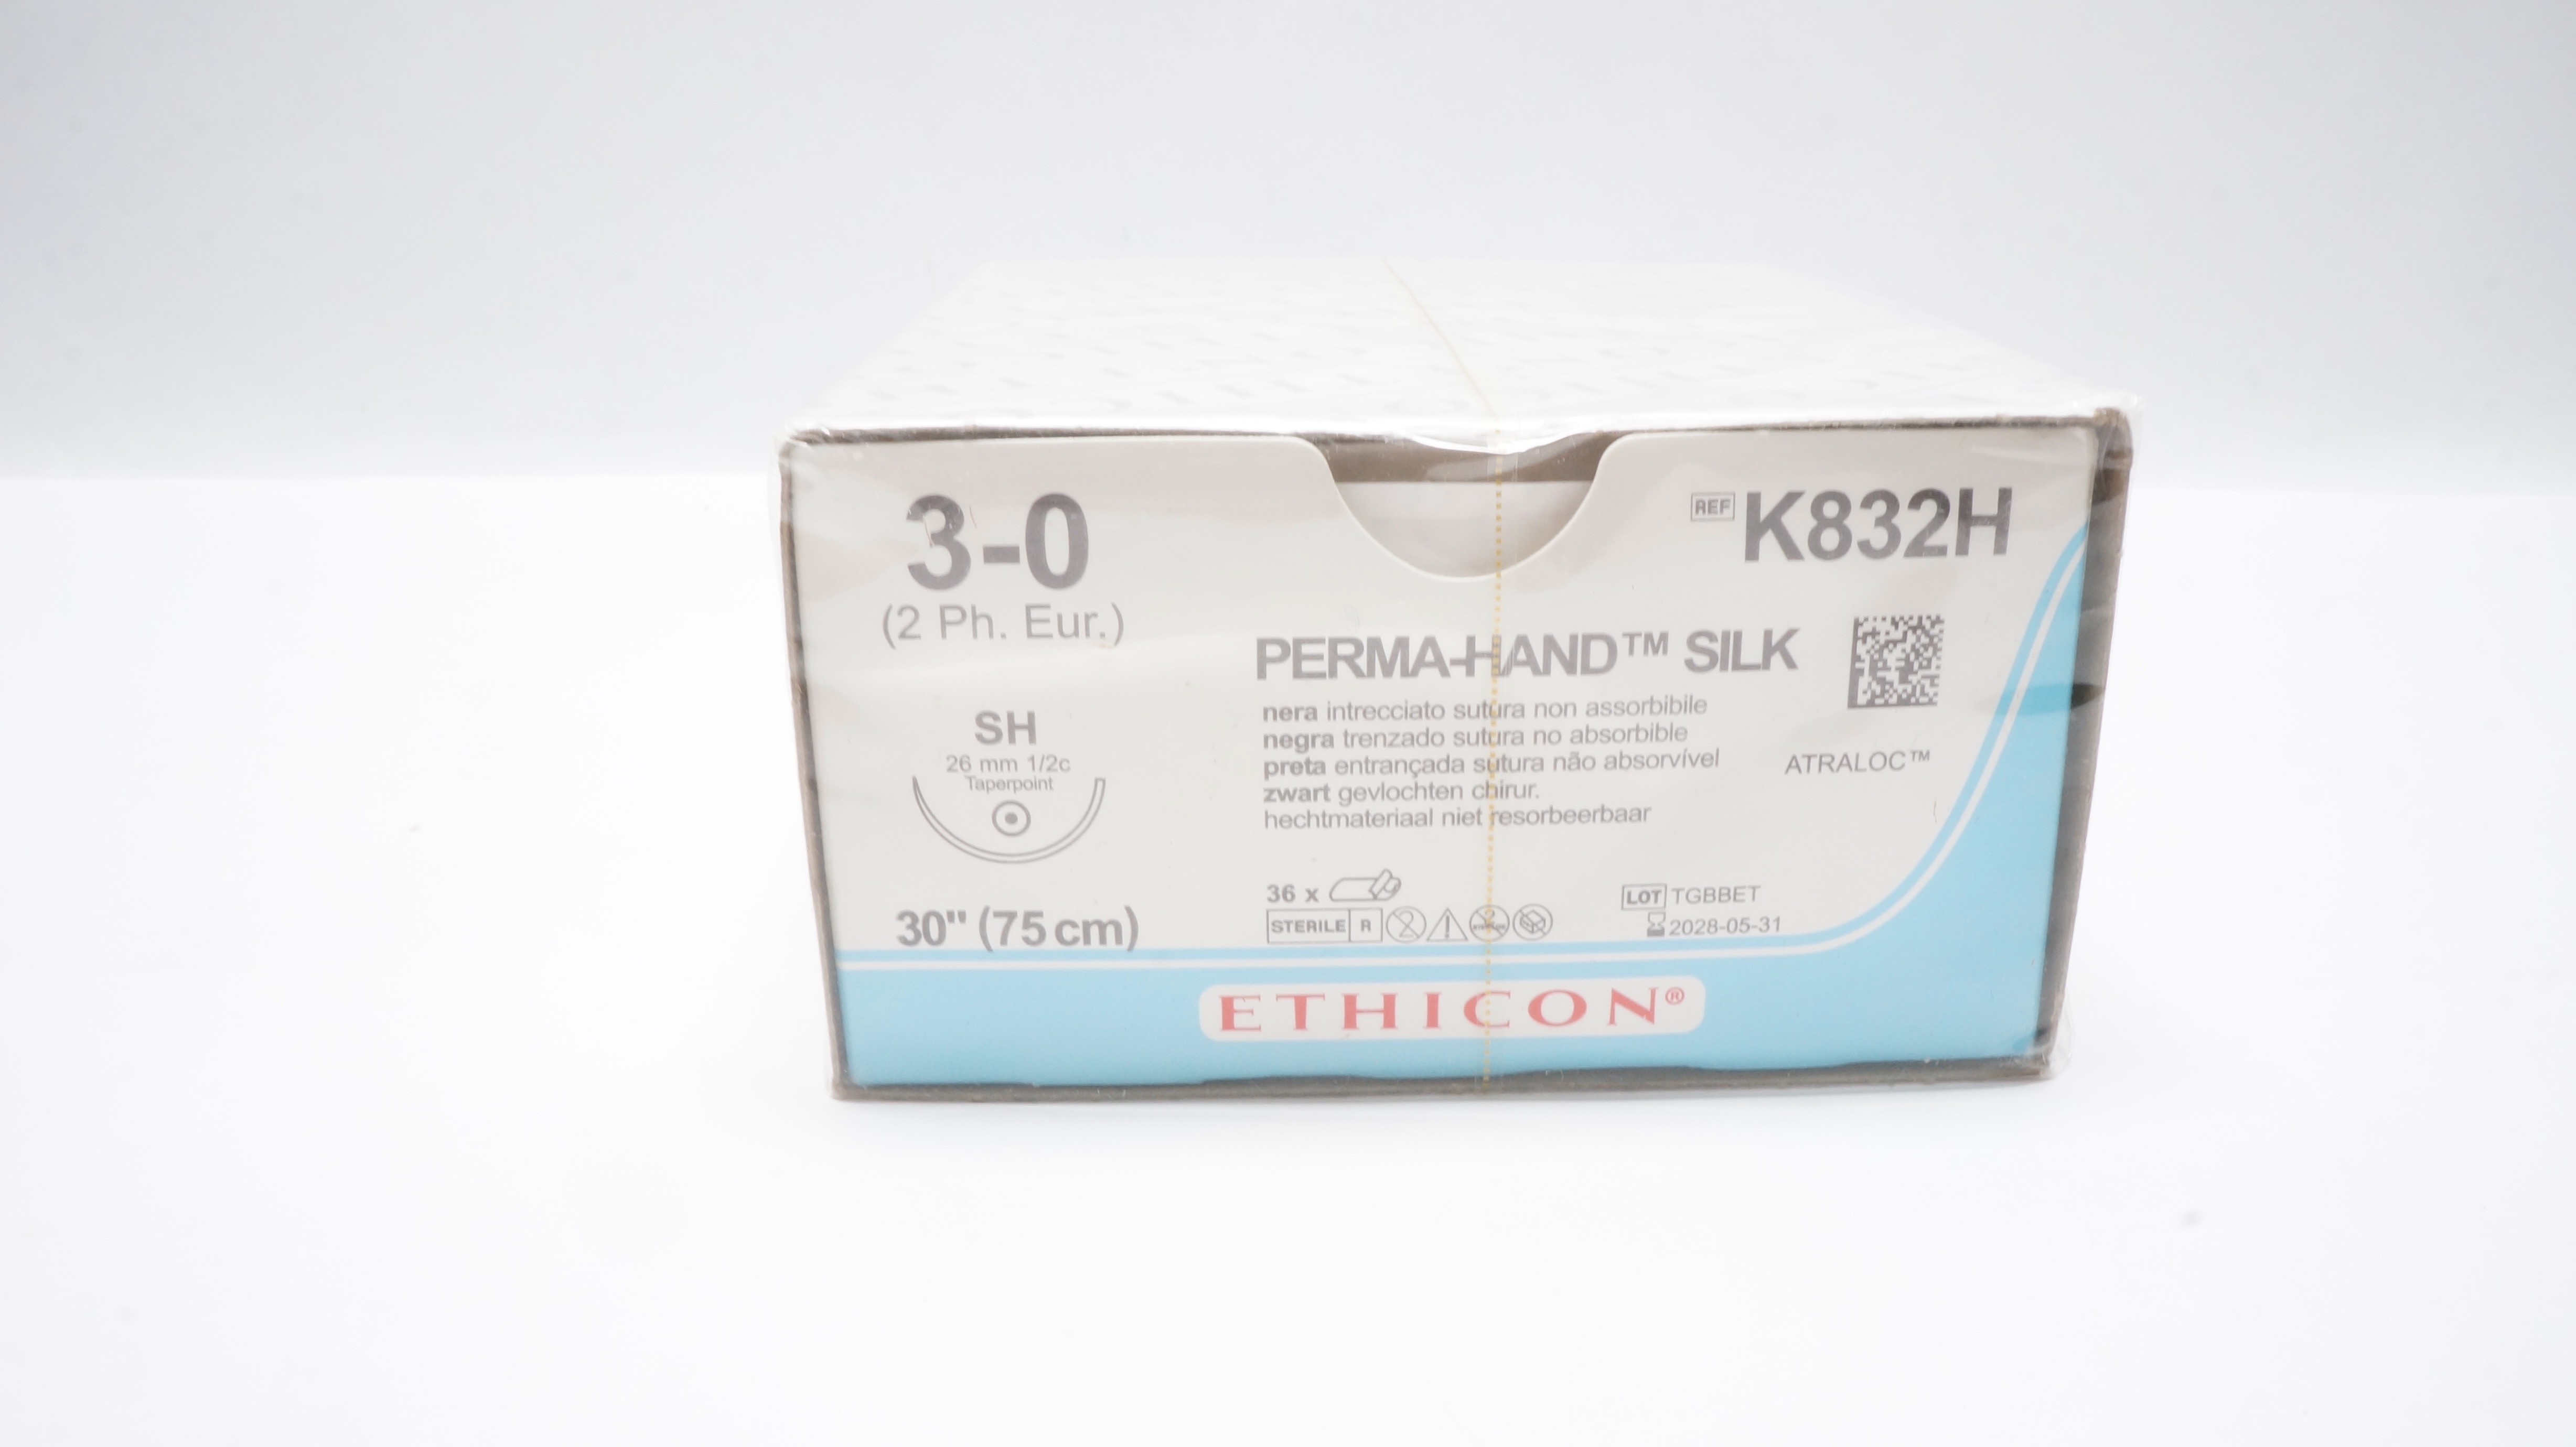 3-0
(2 Ph. Eur.)
SH
26 mm 1/2c
Taperpoint
30" (75 cm)
REF K832H
PERMA-HAND™ SILK
nera intrecciato sutura non assorbibile
negra trenzado sutura no absorbible
preta entrançada sutura não absorvível
zwart gevlochten chirur.
hechtmateriaal niet resorbeerbaar
ATRALOC™
36 x
STERILE R
LOT TGBBET
2028-05-31
ETHICON®